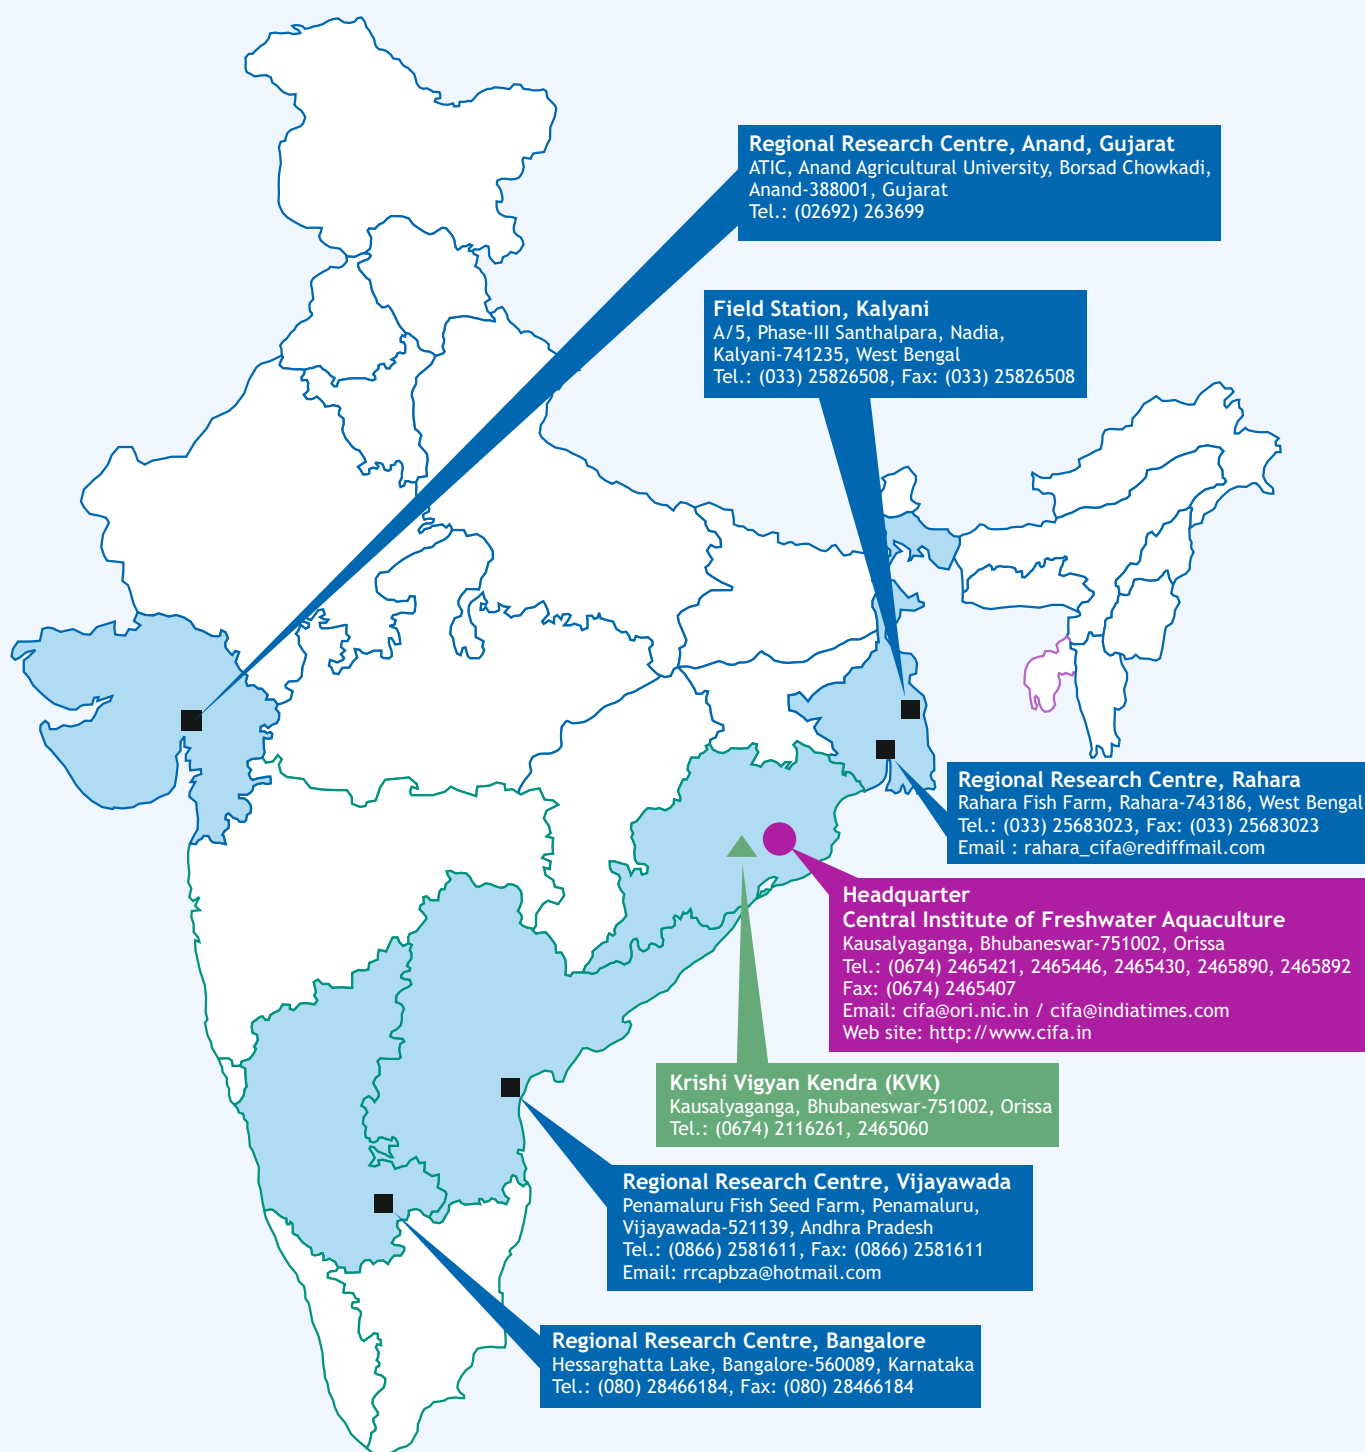 Regional Research Centre, Anand, Gujarat
ATIC, Anand Agricultural University, Borsad Chowkadi,
Anand-388001, Gujarat
Tel.: (02692) 263699
Field Station, Kalyani
A/5, Phase-III Santhalpara, Nadia,
Kalyani-741235, West Bengal
Tel.: (033) 25826508, Fax: (033) 25826508
Regional Research Centre, Rahara
Rahara Fish Farm, Rahara-743186, West Bengal
Tel.: (033) 25683023, Fax: (033) 25683023
Email : rahara_cifa@rediffmail.com
Headquarter
Central Institute of Freshwater Aquaculture
Kausalyaganga, Bhubaneswar-751002, Orissa
Tel.: (0674) 2465421, 2465446, 2465430, 2465890, 2465892
Fax: (0674) 2465407
Email: cifa@ori.nic.in / cifa@indiatimes.com
Web site: http://www.cifa.in
Krishi Vigyan Kendra (KVK)
Kausalyaganga, Bhubaneswar-751002, Orissa
Tel.: (0674) 2116261, 2465060
Regional Research Centre, Vijayawada
Penamaluru Fish Seed Farm, Penamaluru,
Vijayawada-521139, Andhra Pradesh
Tel.: (0866) 2581611, Fax: (0866) 2581611
Email: rrcapbza@hotmail.com
Regional Research Centre, Bangalore
Hessarghatta Lake, Bangalore-560089, Karnataka
Tel.: (080) 28466184, Fax: (080) 28466184